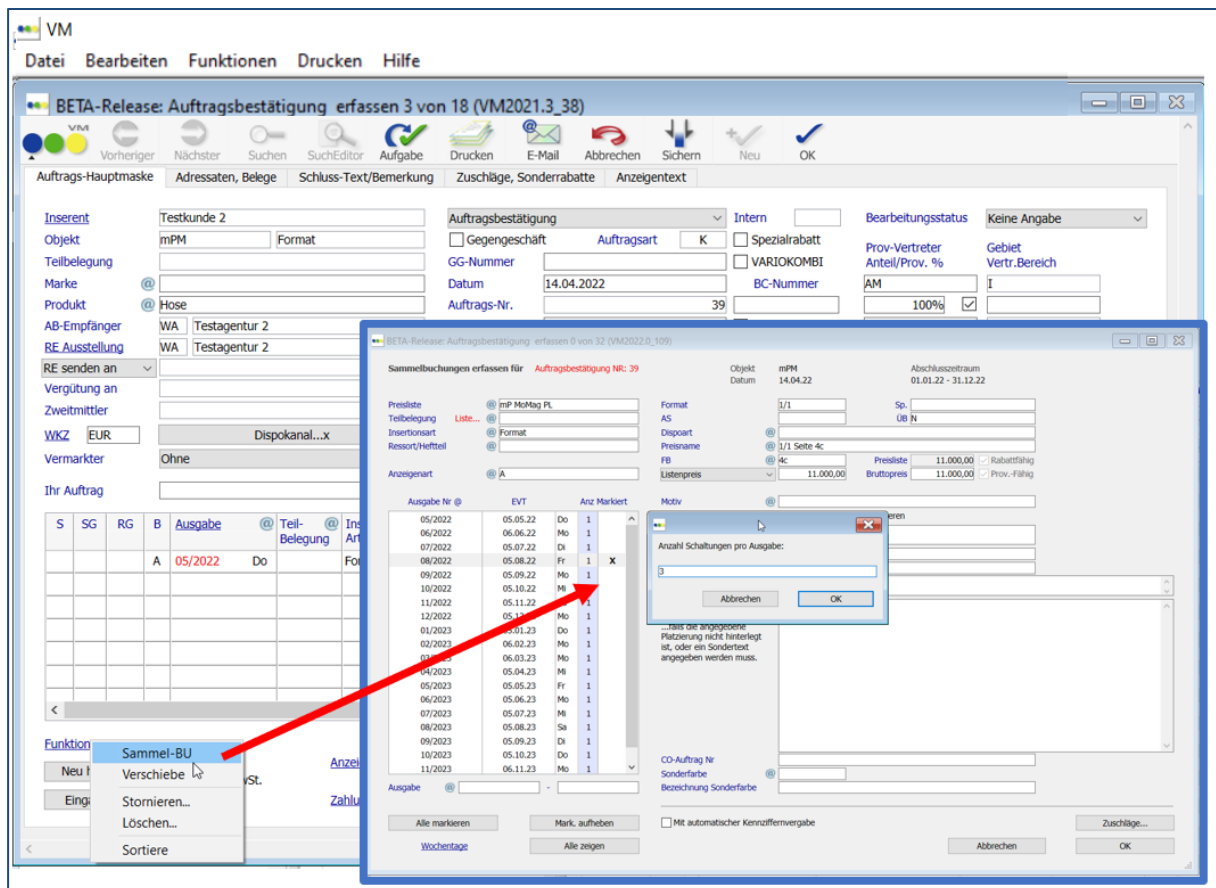 VM
Datei Bearbeiten Funktionen Drucken Hilfe
BETA-Release: Auftragsbestätigung erfassen 3 von 18 (VM2021.3_38)
VM
Vorheriger Nächster Suchen SuchEditor Aufgabe Drucken E-Mail Abbrechen Sichern Neu OK
Auftrags-Hauptmaske Adressaten, Belege Schluss-Text/Bemerkung Zuschläge, Sonderrabatte Anzeigentext
Inserent Testkunde 2 Auftragsbestätigung Intern Bearbeitungsstatus Keine Angabe
Objekt mPM Format Gegengeschäft Auftragsart K Spezialrabatt Prov-Vertreter Gebiet
Teilbelegung GG-Nummer VARIOKOMBI Anteil/Prov. % Vertr.Bereich
Marke @ Datum 14.04.2022 BC-Nummer AM I
Produkt @ Hose Auftrags-Nr. 39 100%
AB-Empfänger WA Testagentur 2
RE Ausstellung WA Testagentur 2
RE senden an
Vergütung an
Zweitmittler
WKZ EUR Dispokanal...x
Vermarkter Ohne
Ihr Auftrag
S SG RG B Ausgabe @ Teil- @
Belegung
A 05/2022 Do
BETA-Release: Auftragsbestätigung erfassen 0 von 32 (VM2022.0_109)
Sammelbuchungen erfassen für Auftragsbestätigung NR: 39 Objekt mPM Abschlusszeitraum
Datum 14.04.22 01.01.22 - 31.12.22
Preisliste @ mP MoMag PL Format 1/1 Sp.
Teilbelegung Liste... @ AS ÜB N
Insertionsart @ Format Dispoart @
Ressort/Heftteil @ Preisname @ 1/1 Seite 4c
FB @ 4c Preisliste 11.000,00 Rabattfähig
Anzeigenart @ A Listenpreis 11.000,00 Bruttopreis 11.000,00 Prov.-Fähig
Ausgabe Nr @ EVT Anz Markiert Motiv @
05/2022 05.05.22 Do 1
06/2022 06.06.22 Mo 1
07/2022 05.07.22 Di 1
08/2022 05.08.22 Fr 1 X
09/2022 05.09.22 Mo 1
10/2022 05.10.22 Mi
11/2022 05.11.22 1
12/2022 Mo 1
01/2023 05.01.23 Do 1
02/2023 06.02.23 Mo 1
06.03.23 Mo 1
04/2023 05.04.23 Mi 1
05/2023 05.05.23 Fr 1
06/2023 05.06.23 Mo 1
07/2023 05.07.23 Mi 1
08/2023 05.08.23 Sa 1
09/2023 05.09.23 Di 1
10/2023 05.10.23 Do 1
11/2023 06.11.23 Mo 1
Anzahl Schaltungen pro Ausgabe:
3
Abbrechen OK
...falls die angegebene
Platzierung nicht hinterlegt
ist, oder ein Sondertext
angegeben werden muss.
CO-Auftrag Nr
Sonderfarbe @
Ausgabe @ - Bezeichnung Sonderfarbe
Alle markieren Mark. aufheben Mit automatischer Kennziffernvergabe Zuschläge...
Wochentage Alle zeigen Abbrechen OK
Sammel-BU
Verschiebe
Stornieren...
Löschen...
Sortiere